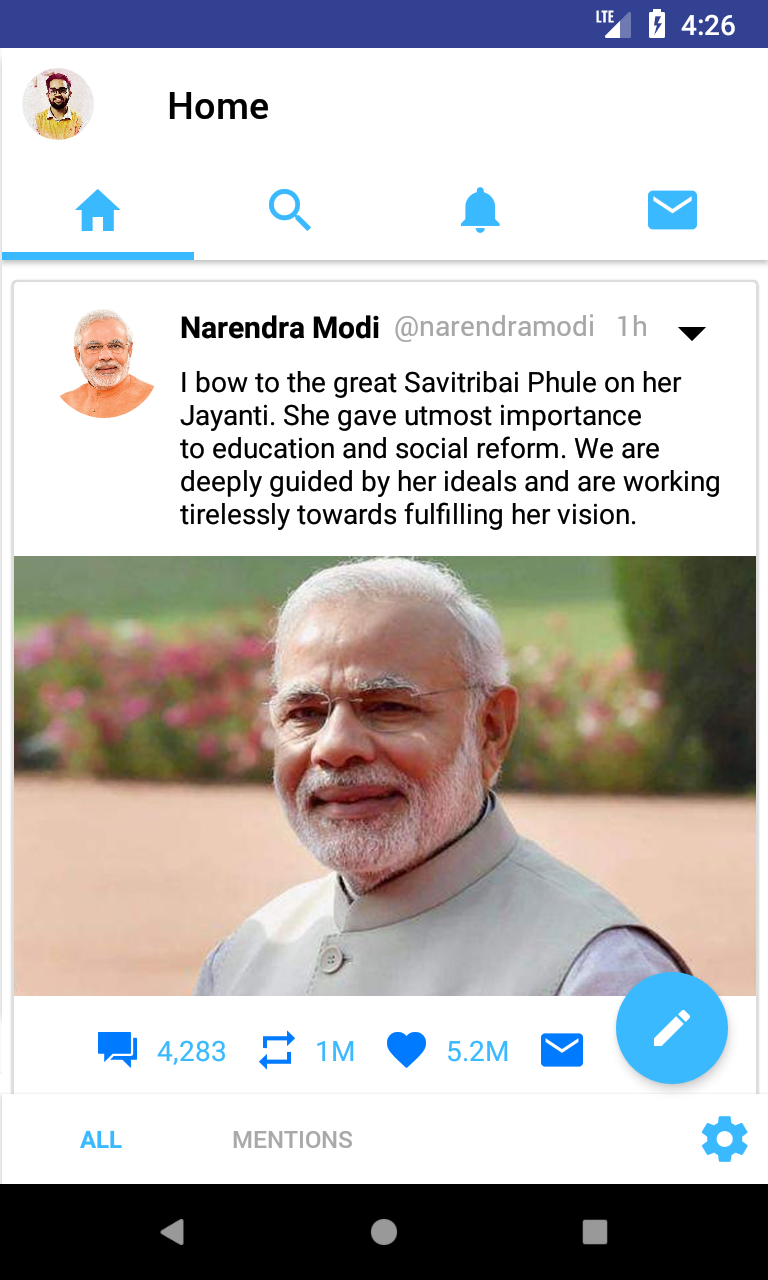 LTE 4:26
Home
Narendra Modi @narendramodi 1h
I bow to the great Savitribai Phule on her
Jayanti. She gave utmost importance
to education and social reform. We are
deeply guided by her ideals and are working
tirelessly towards fulfilling her vision.
4,283 1M 5.2M
ALL MENTIONS